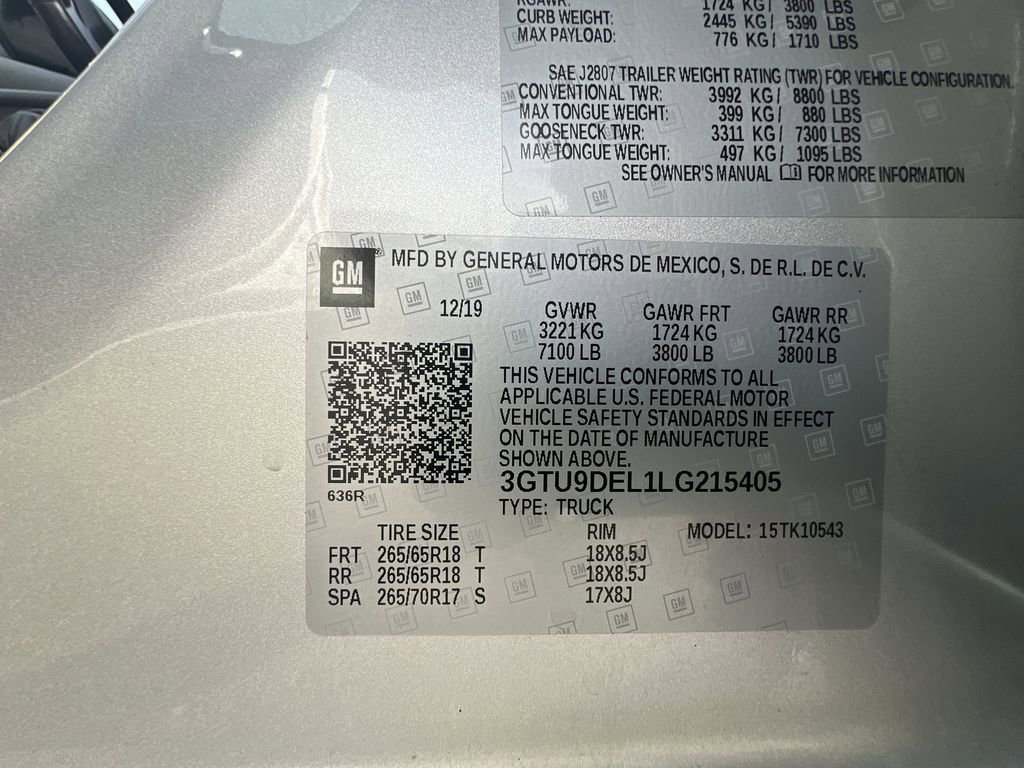 RGAWR: 1724 KG/ 3800 LBS
CURB WEIGHT: 2445 KG/ 5390 LBS
MAX PAYLOAD: 776 KG/ 1710 LBS
SAE J2807 TRAILER WEIGHT RATING (TWR) FOR VEHICLE CONFIGURATION.
CONVENTIONAL TWR: 3992 KG/ 8800 LBS
MAX TONGUE WEIGHT: 399 KG/ 880 LBS
GOOSENECK TWR: 3311 KG/ 7300 LBS
MAX TONGUE WEIGHT: 497 KG/ 1095 LBS
SEE OWNER'S MANUAL FOR MORE INFORMATION
GM® MFD BY GENERAL MOTORS DE MEXICO, S. DE R.L. DE C.V.
12/19 GVWR GAWR FRT GAWR RR
3221 KG 1724 KG 1724 KG
7100 LB 3800 LB 3800 LB
THIS VEHICLE CONFORMS TO ALL
APPLICABLE U.S. FEDERAL MOTOR
VEHICLE SAFETY STANDARDS IN EFFECT
ON THE DATE OF MANUFACTURE
SHOWN ABOVE.
3GTU9DEL1LG215405
636R
TYPE: TRUCK
TIRE SIZE RIM MODEL: 15TK10543
FRT 265/65R18 T 18X8.5J
RR 265/65R18 T 18X8.5J
SPA 265/70R17 S 17X8J